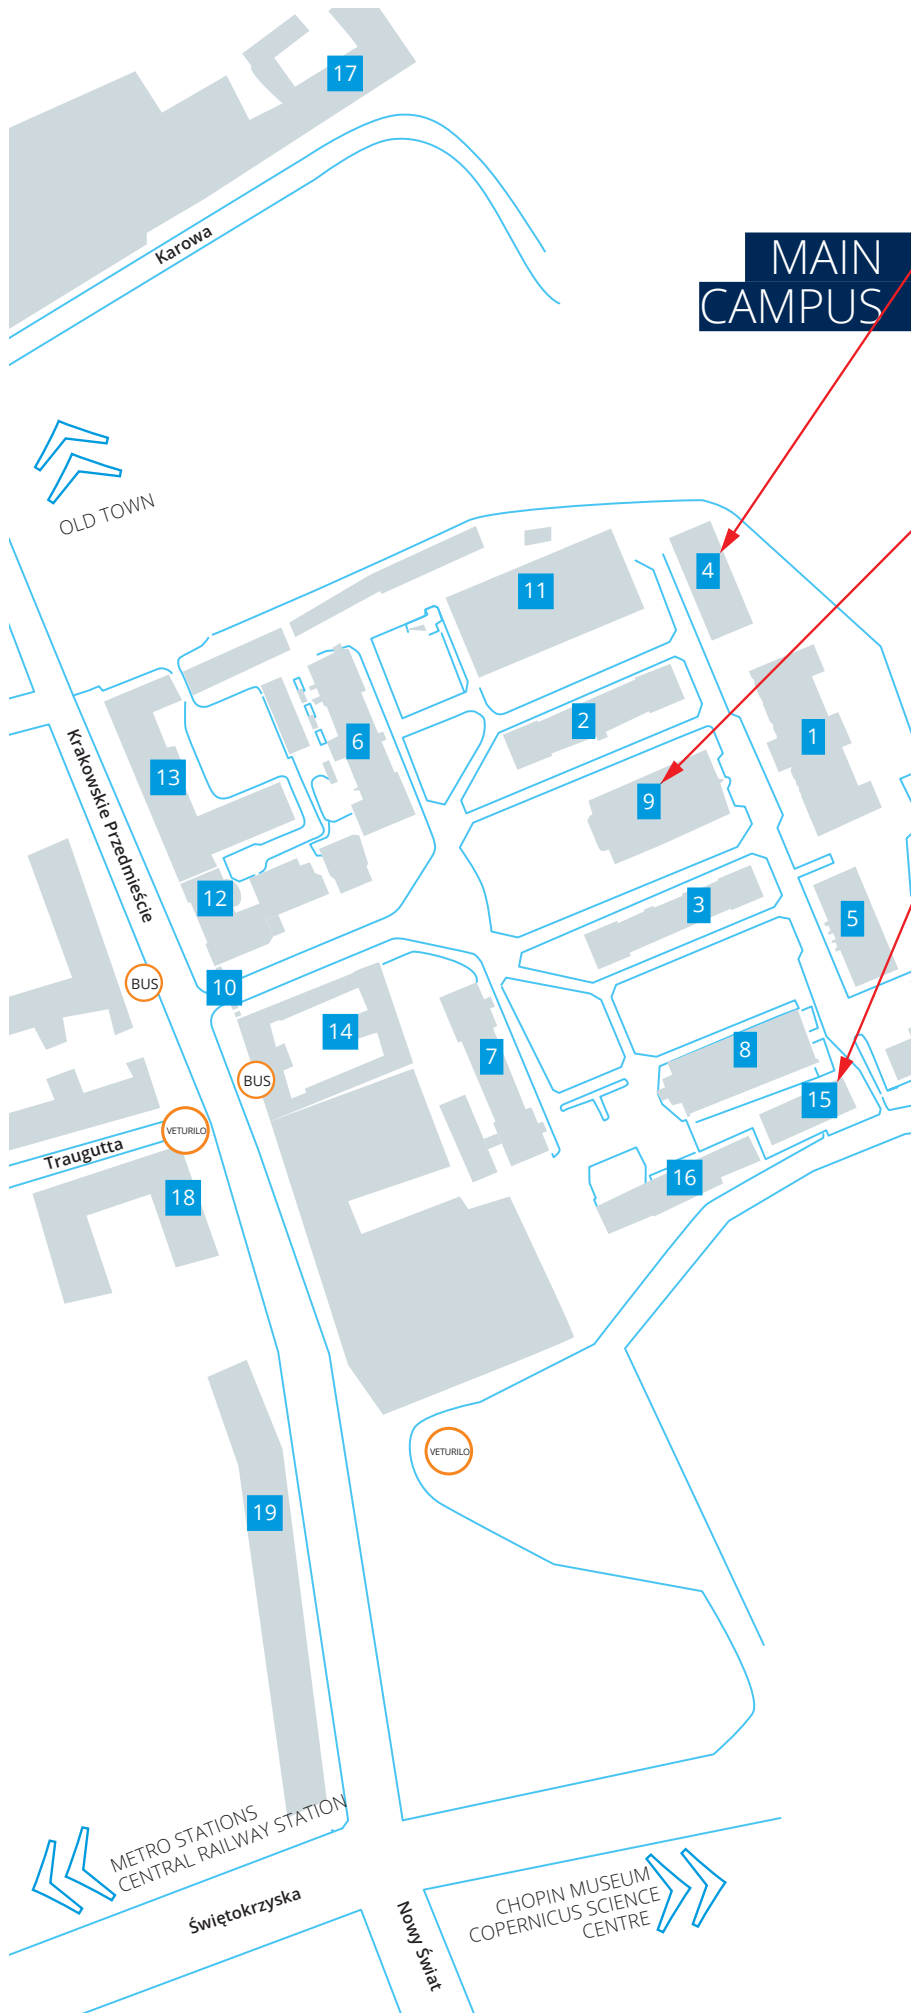 17
Karowa
MAIN
CAMPUS
OLD TOWN
4
11
2
6
1
Krakowskie Przedmieście
13
9
12
3
5
BUS
10
14
8
7
BUS
15
VETURILO
Traugutta
16
18
VETURILO
19
METRO STATIONS
CENTRAL RAILWAY STATION
Świętokrzyska
Nowy Świat
CHOPIN MUSEUM
COPERNICUS SCIENCE
CENTRE